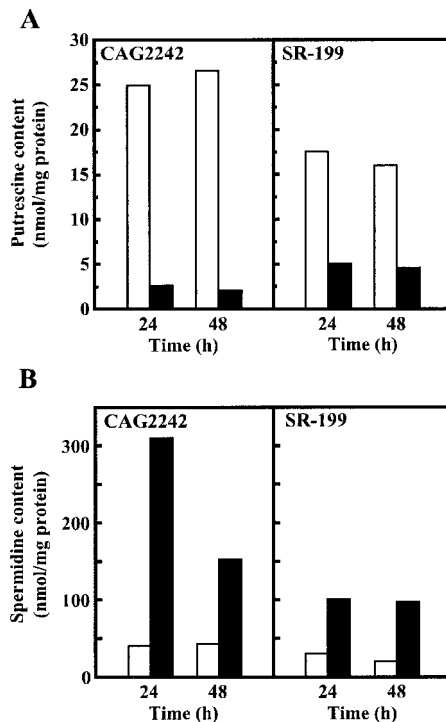 A
CAG2242
SR-199
Putrescine content
(nmol/mg protein)
30
25
20
15
10
5
0
24
48
24
48
Time (h)
Time (h)
B
CAG2242
SR-199
Spermidine content
(nmol/mg protein)
300
200
100
0
24
48
24
48
Time (h)
Time (h)